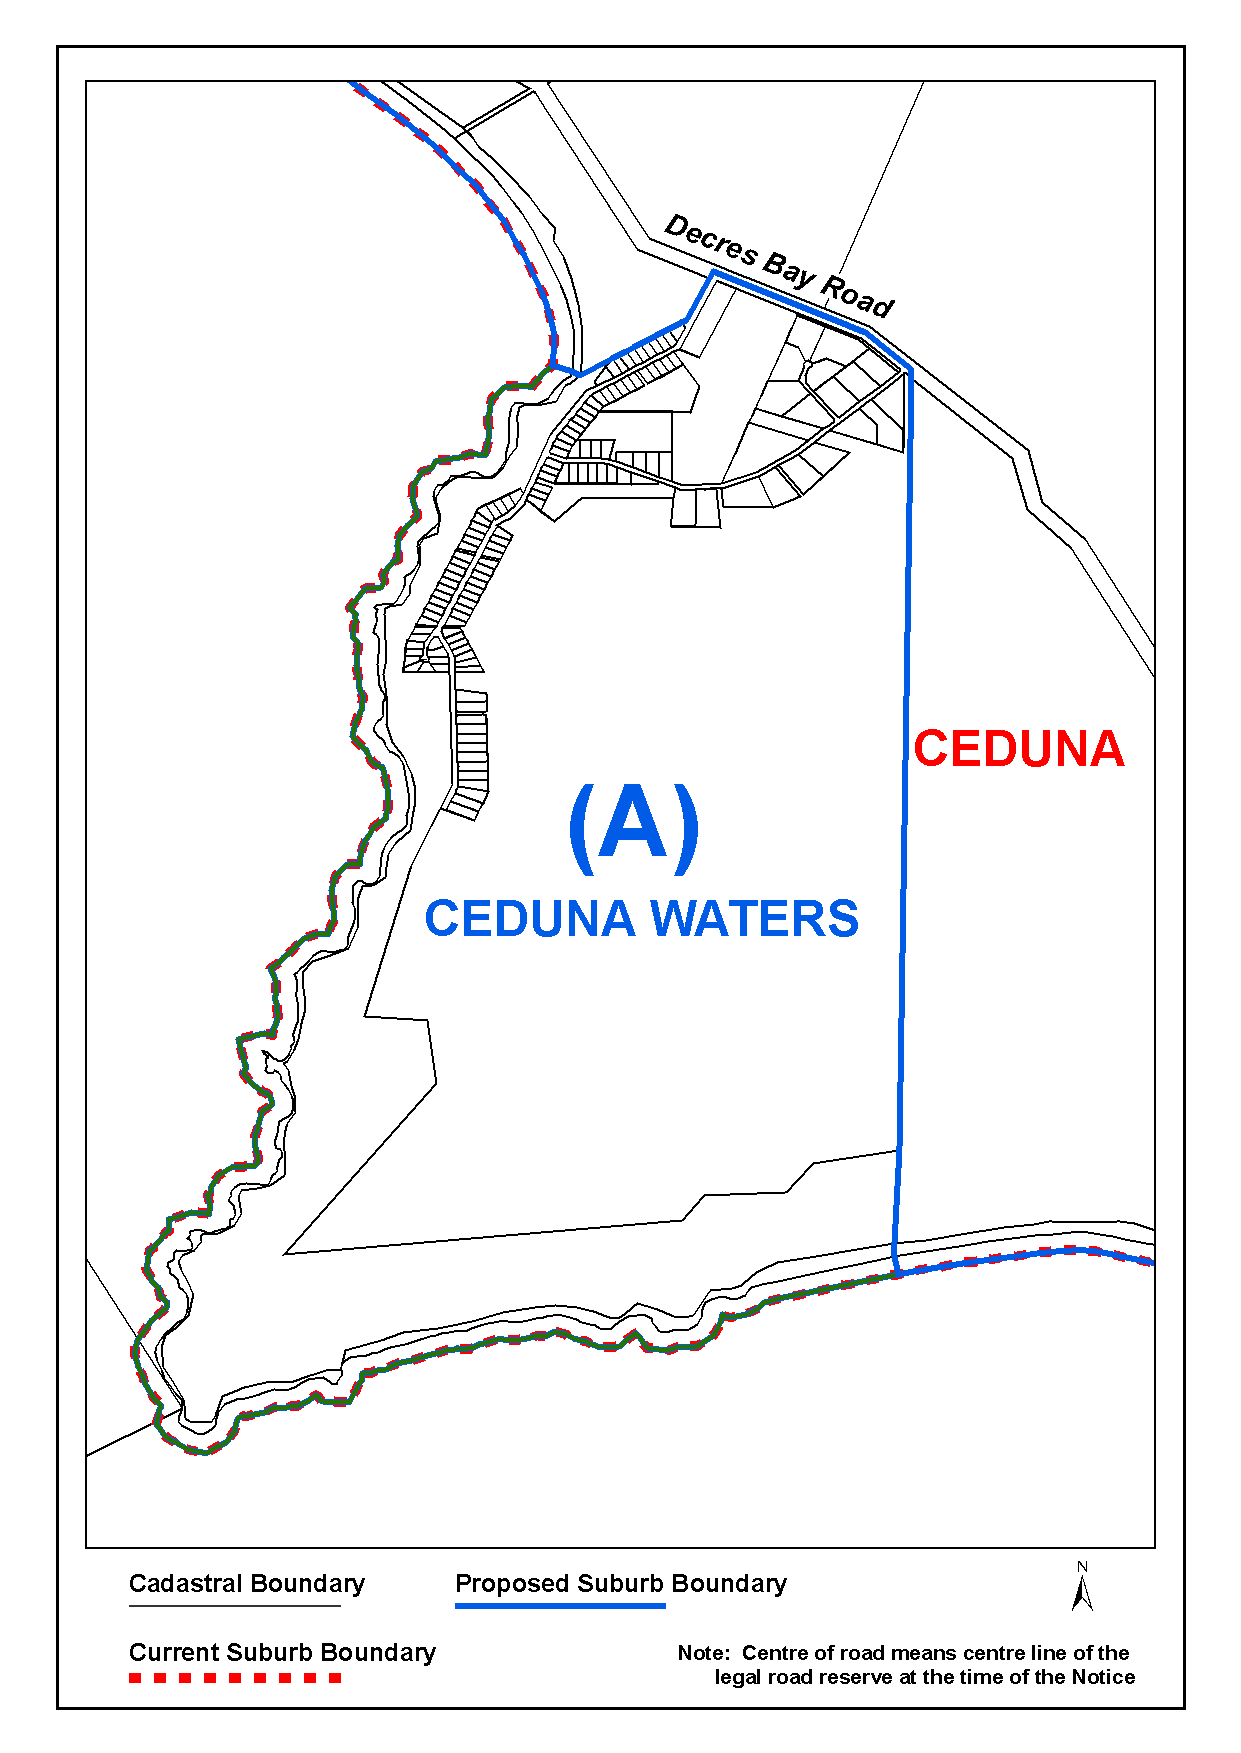 Decres Bay Road
CEDUNA
(A)
CEDUNA WATERS
N
Cadastral Boundary
Proposed Suburb Boundary
Current Suburb Boundary
Note: Centre of road means centre line of the
legal road reserve at the time of the Notice